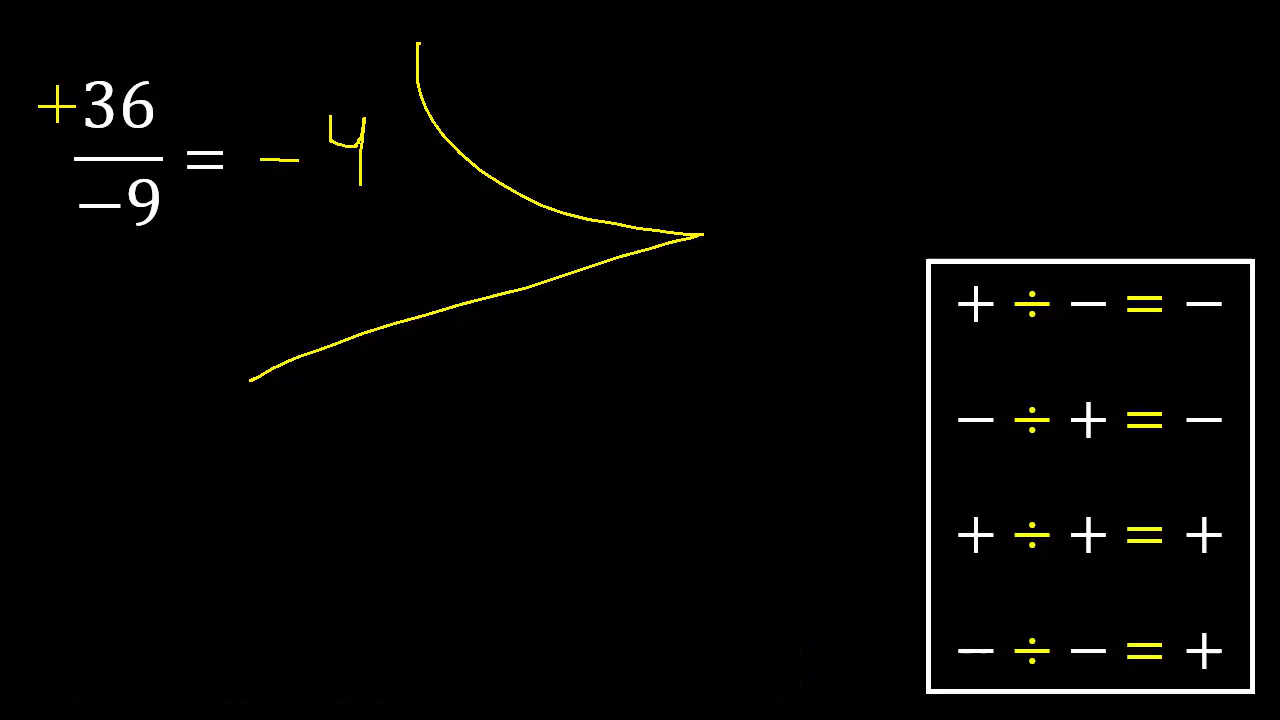 +36
—— = − 4
−9
+ ÷ − = −
− ÷ + = −
+ ÷ + = +
− ÷ − = +